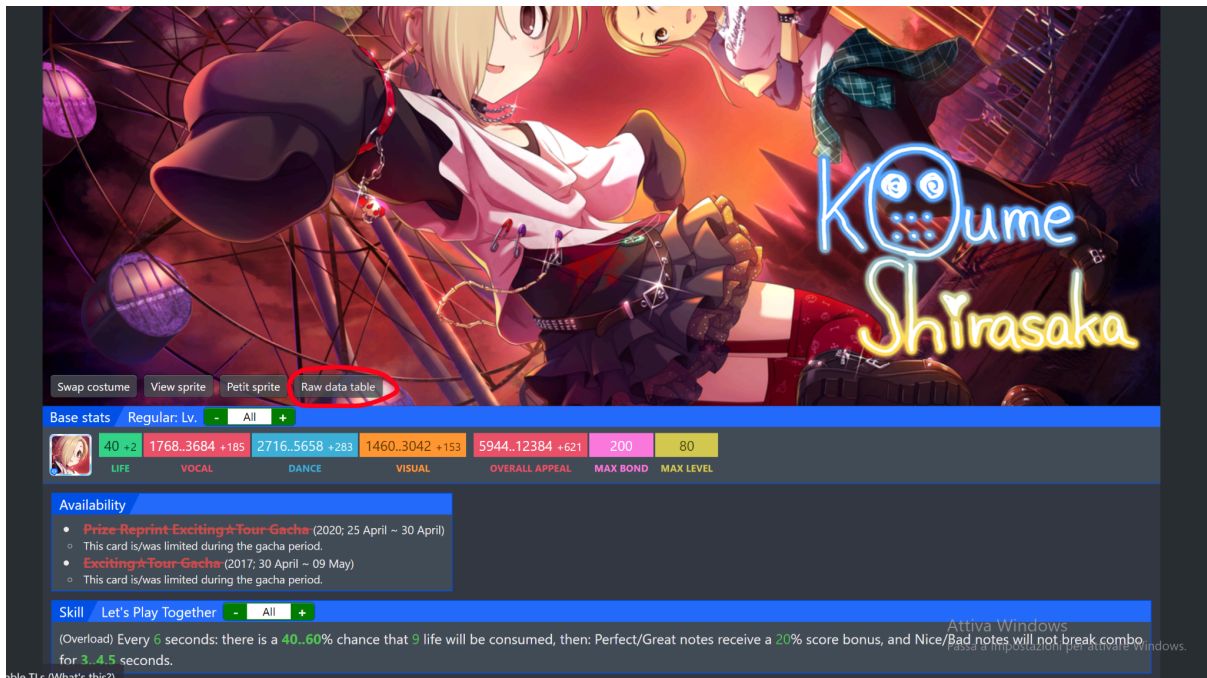 KOume
Shirasaka
Swap costume View sprite Petit sprite Raw data table
Base stats Regular: Lv. - All +
40 +2 1768..3684 +185 2716..5658 +283 1460..3042 +153 5944..12384 +621 200 80
LIFE VOCAL DANCE VISUAL OVERALL APPEAL MAX BOND MAX LEVEL
Availability
Prize Reprint Exciting☆Tour Gacha (2020; 25 April ~ 30 April)
This card is/was limited during the gacha period.
Exciting☆Tour Gacha (2017; 30 April ~ 09 May)
This card is/was limited during the gacha period.
Skill Let's Play Together - All +
(Overload) Every 6 seconds: there is a 40..60% chance that 9 life will be consumed, then: Perfect/Great notes receive a 20% score bonus, and Nice/Bad notes will not break combo
for 3..4.5 seconds.
Attiva Windows
Passa a Impostazioni per attivare Windows.
able TLs (What's this?)